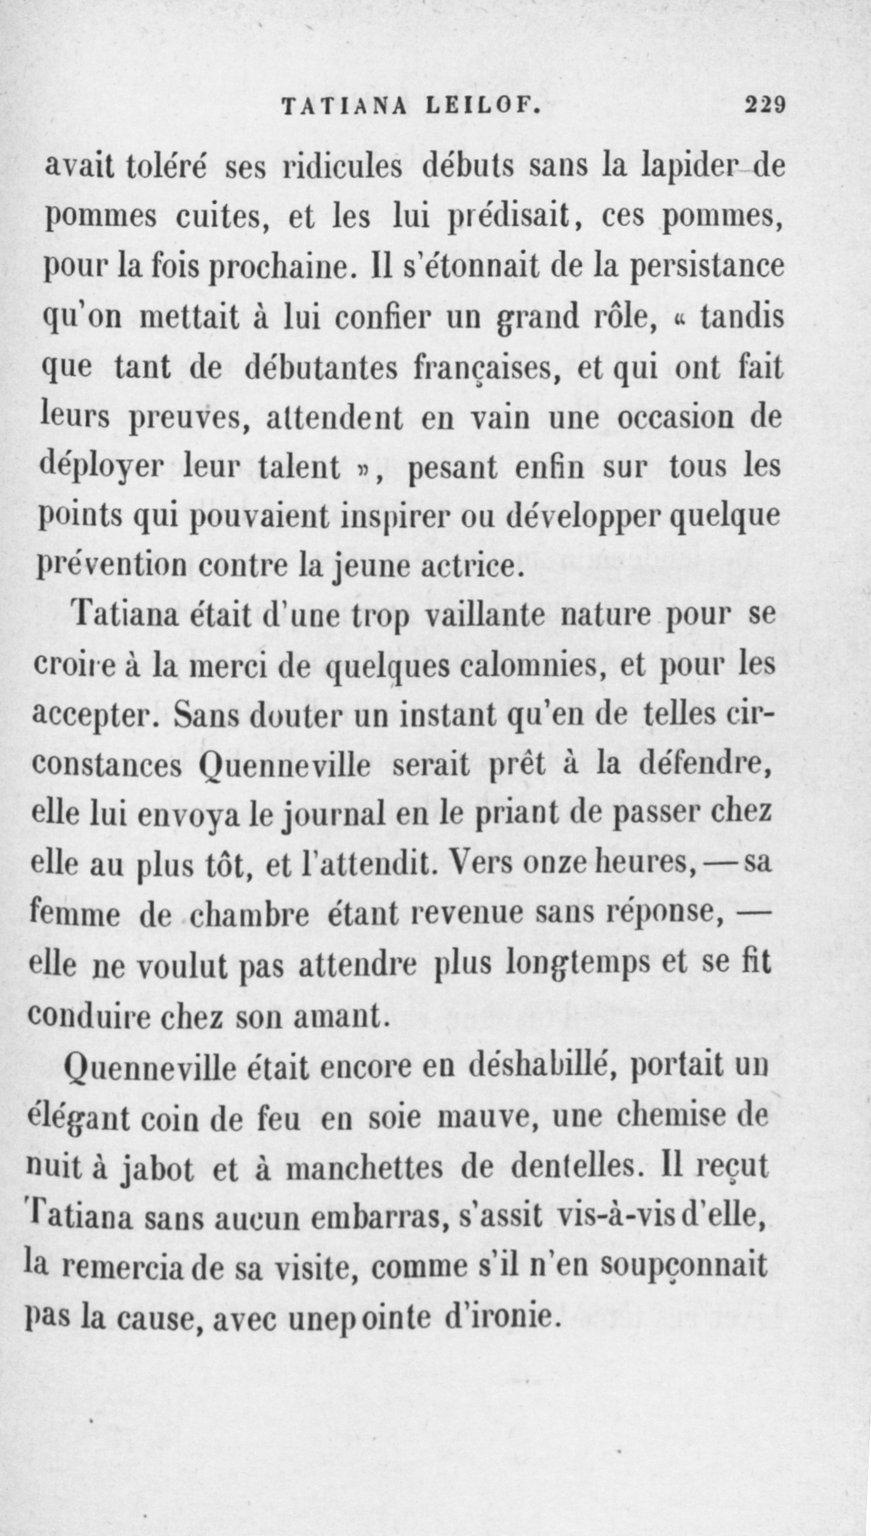 TATIANA LEILOF. 229
avait toléré ses ridicules débuts sans la lapider de
pommes cuites, et les lui prédisait, ces pommes,
pour la fois prochaine. Il s'étonnait de la persistance
qu'on mettait à lui confier un grand rôle, « tandis
que tant de débutantes françaises, et qui ont fait
leurs preuves, attendent en vain une occasion de
déployer leur talent », pesant enfin sur tous les
points qui pouvaient inspirer ou développer quelque
prévention contre la jeune actrice.
Tatiana était d'une trop vaillante nature pour se
croire à la merci de quelques calomnies, et pour les
accepter. Sans douter un instant qu'en de telles cir-
constances Quenneville serait prêt à la défendre,
elle lui envoya le journal en le priant de passer chez
elle au plus tôt, et l'attendit. Vers onze heures, — sa
femme de chambre étant revenue sans réponse, —
elle ne voulut pas attendre plus longtemps et se fit
conduire chez son amant.
Quenneville était encore en déshabillé, portait un
élégant coin de feu en soie mauve, une chemise de
nuit à jabot et à manchettes de dentelles. Il reçut
Tatiana sans aucun embarras, s'assit vis-à-vis d'elle,
la remercia de sa visite, comme s'il n'en soupçonnait
pas la cause, avec unep ointe d'ironie.